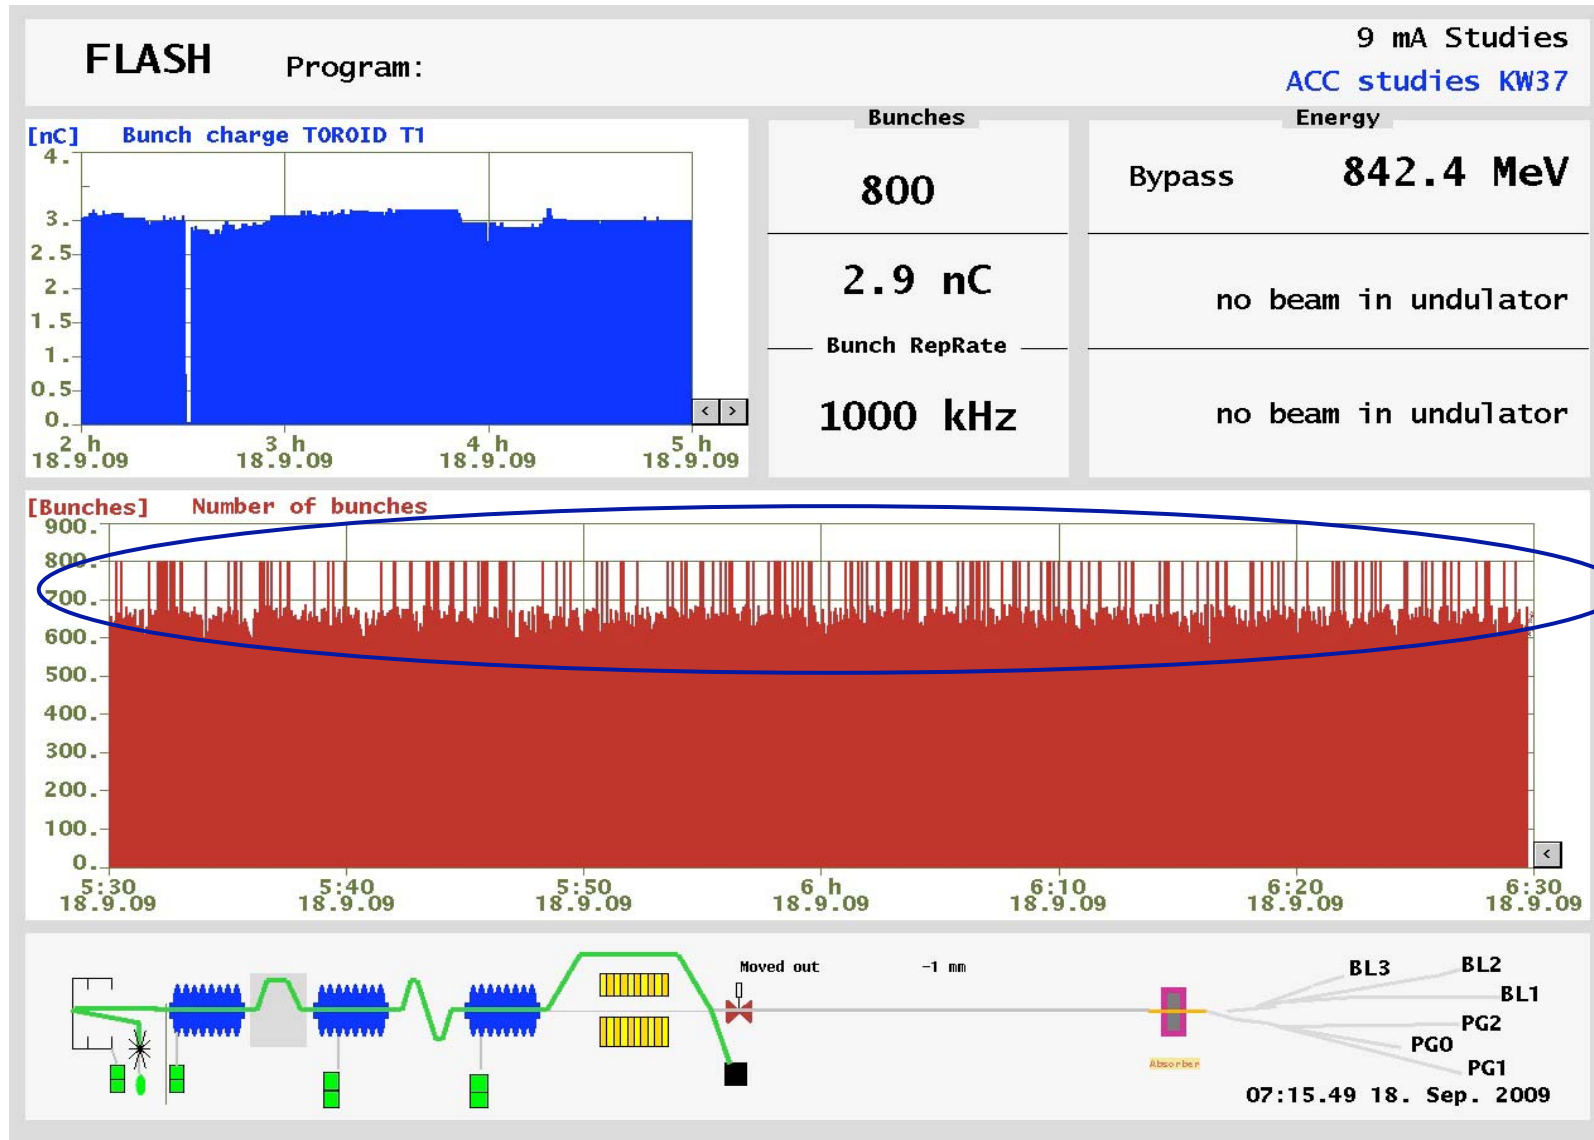 FLASH Program:
9 mA Studies
ACC studies KW37
[nC] Bunch charge TOROID T1
4.
3.
2.5
2.
1.5
1.
0.5
0.
2 h 3 h 4 h 5 h
18.9.09 18.9.09 18.9.09 18.9.09
< >
Bunches
800
2.9 nC
Bunch RepRate
1000 kHz
Energy
Bypass 842.4 MeV
no beam in undulator
no beam in undulator
[Bunches] Number of bunches
900.
800.
700.
600.
500.
400.
300.
200.
100.
0.
5:30 5:40 5:50 6 h 6:10 6:20 6:30
18.9.09 18.9.09 18.9.09 18.9.09 18.9.09 18.9.09 18.9.09
<
Moved out -1 mm
BL3 BL2
BL1
PG2
PG0
PG1
Absorber
07:15.49 18. Sep. 2009